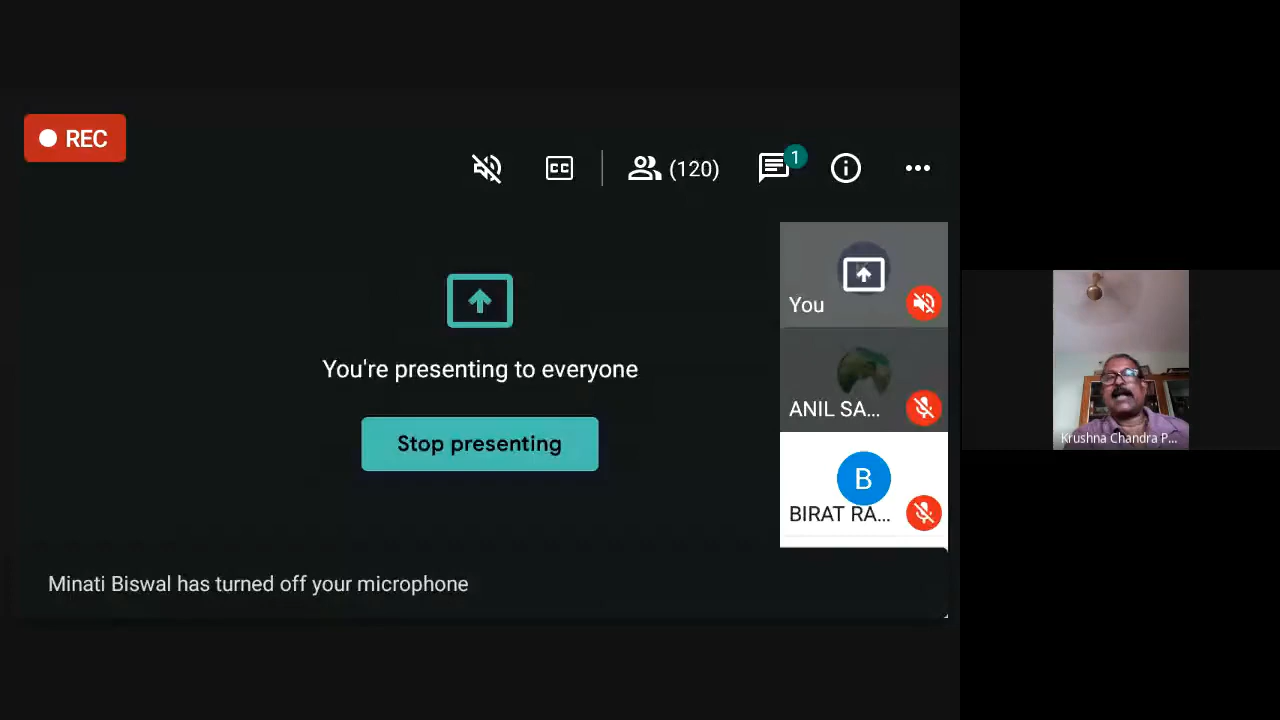 REC
CC
(120)
1
You're presenting to everyone
Stop presenting
You
ANIL SA...
B
BIRAT RA...
Minati Biswal has turned off your microphone
Krushna Chandra P...